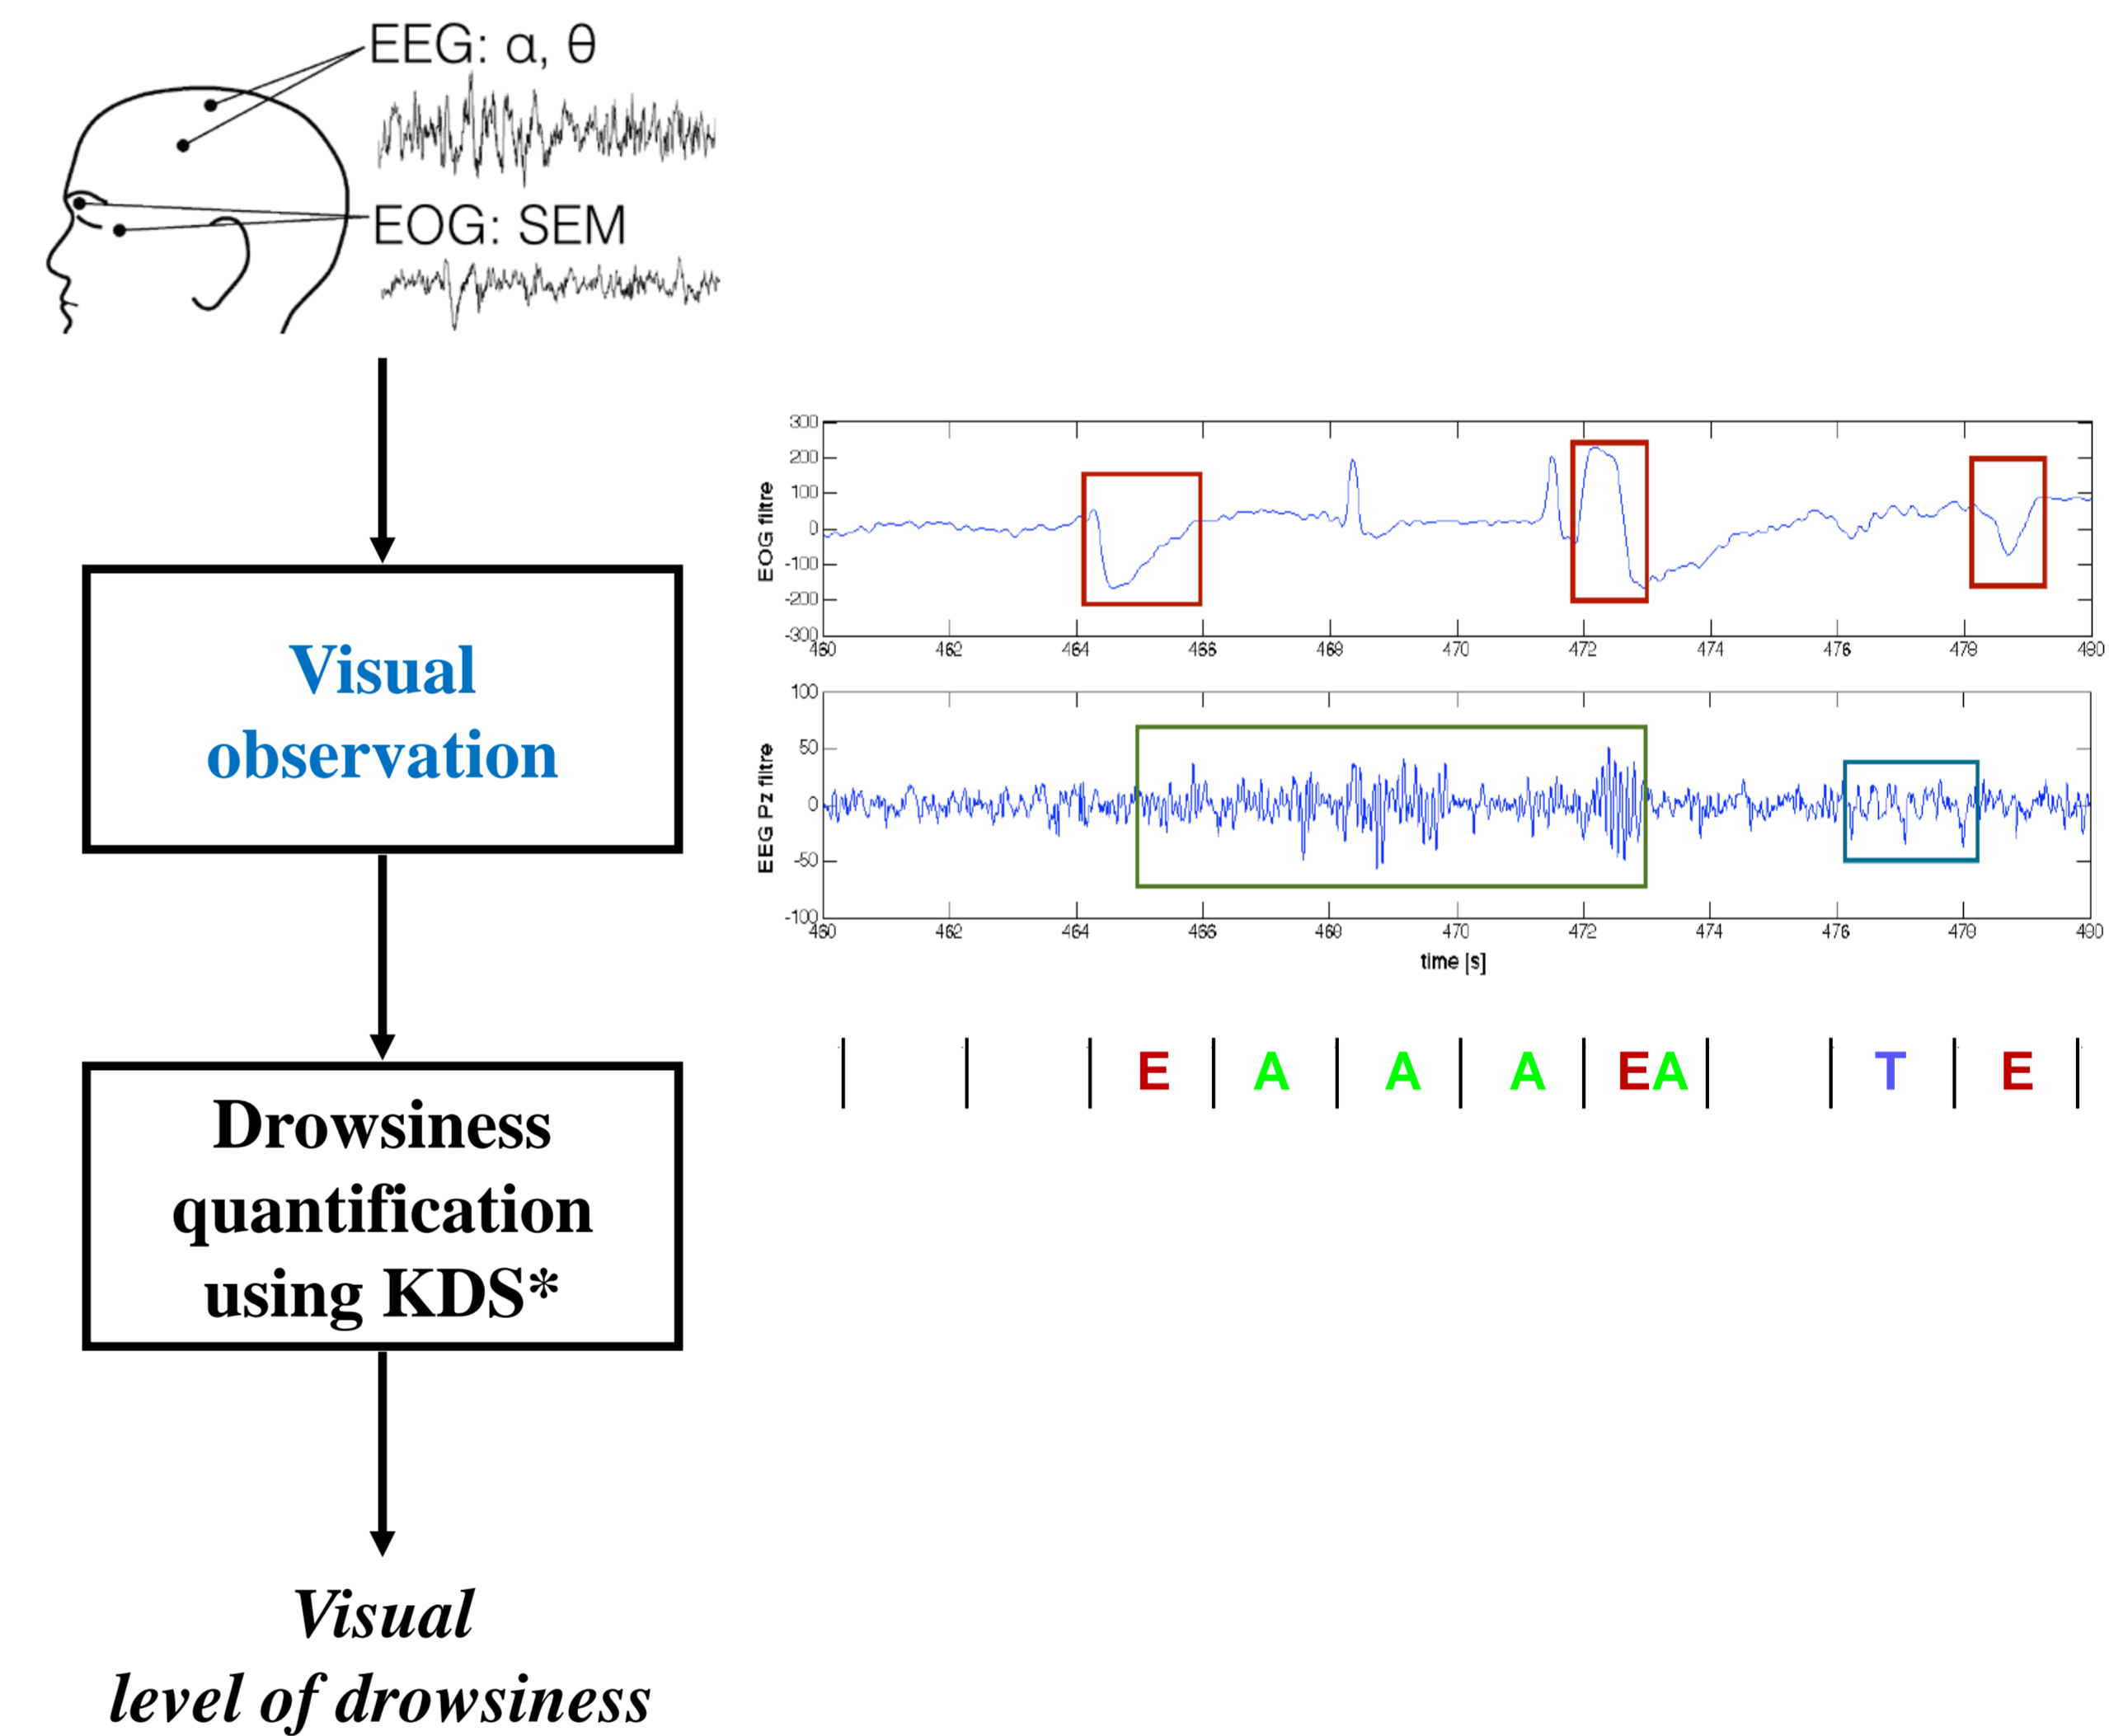 EEG: α, θ
EOG: SEM
Visual
observation
Drowsiness
quantification
using KDS*
Visual
level of drowsiness
EOG filtre
300
200
100
0
-100
-200
-300
460 462 464 466 468 470 472 474 476 478 480
EEG Pz filtre
100
50
0
-50
-100
460 462 464 466 468 470 472 474 476 478 480
time [s]
E A A A EA T E